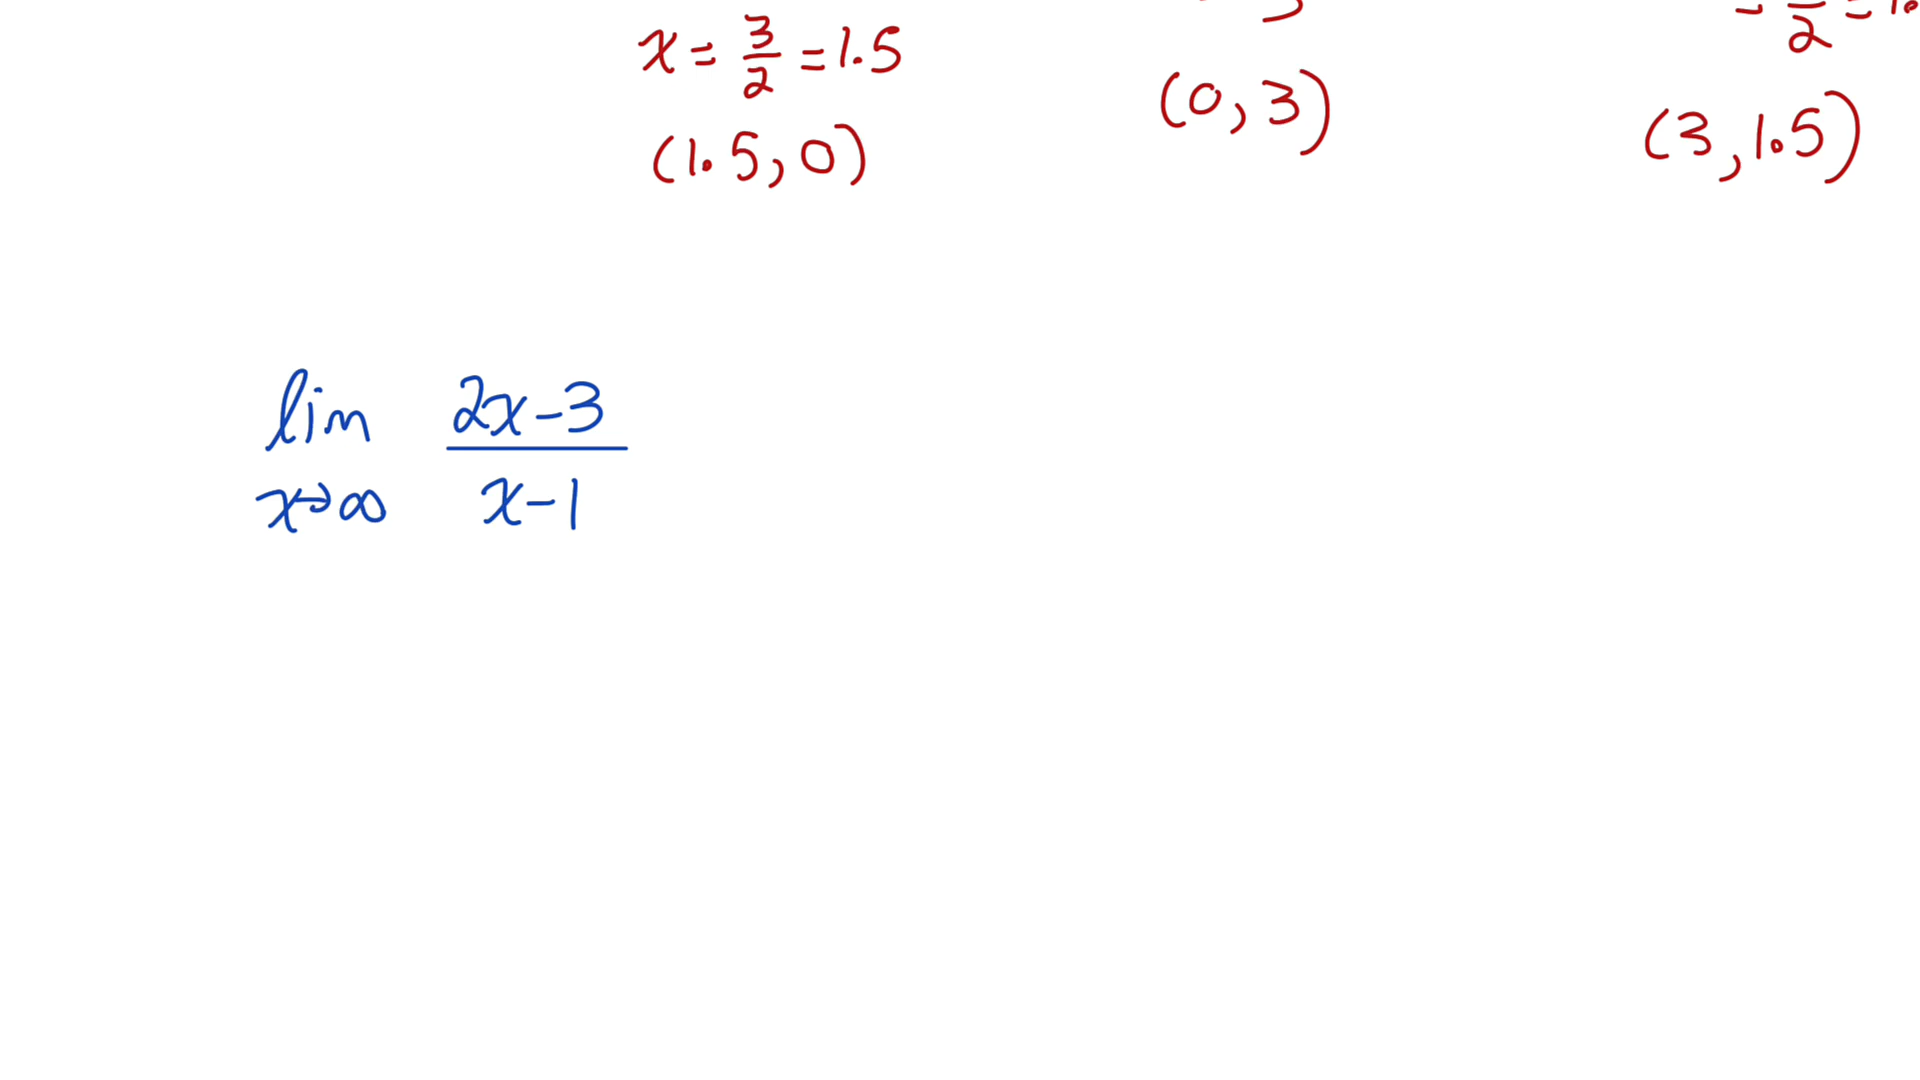 x = 3/2 = 1.5
(1.5, 0)
(0, 3)
(3, 1.5)
lim x→∞ (2x-3)/(x-1)